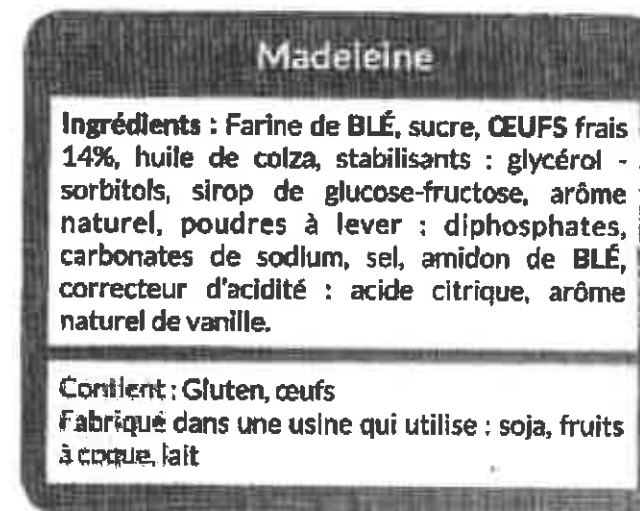 Madeleine
Ingrédients : Farine de BLÉ, sucre, ŒUFS frais
14%, huile de colza, stabilisants : glycérol -
sorbitols, sirop de glucose-fructose, arôme
naturel, poudres à lever : diphosphates,
carbonates de sodium, sel, amidon de BLÉ,
correcteur d'acidité : acide citrique, arôme
naturel de vanille.
Contient : Gluten, œufs
Fabriqué dans une usine qui utilise : soja, fruits
à coque, lait